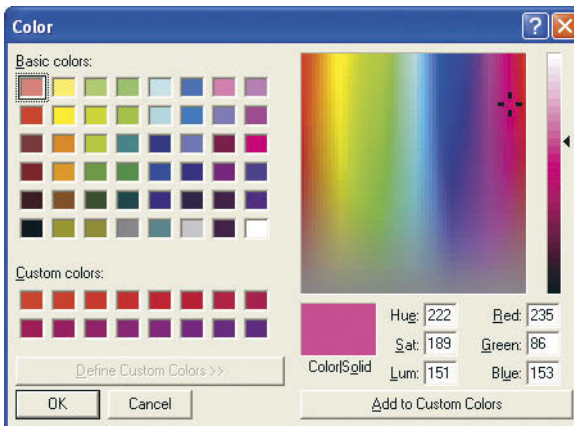 Color
Basic colors:
Custom colors:
Define Custom Colors >>
OK
Cancel
Color|Solid
Hue: 222
Sat: 189
Lum: 151
Red: 235
Green: 86
Blue: 153
Add to Custom Colors